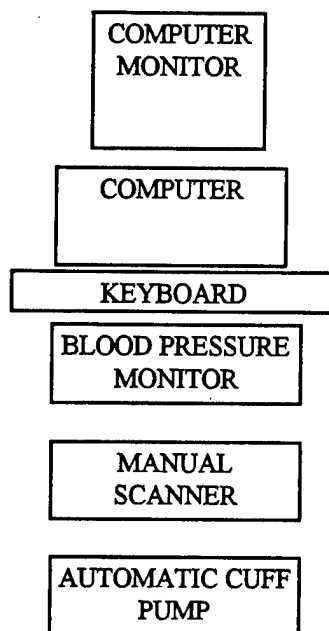 COMPUTER
MONITOR
COMPUTER
KEYBOARD
BLOOD PRESSURE
MONITOR
MANUAL
SCANNER
AUTOMATIC CUFF
PUMP